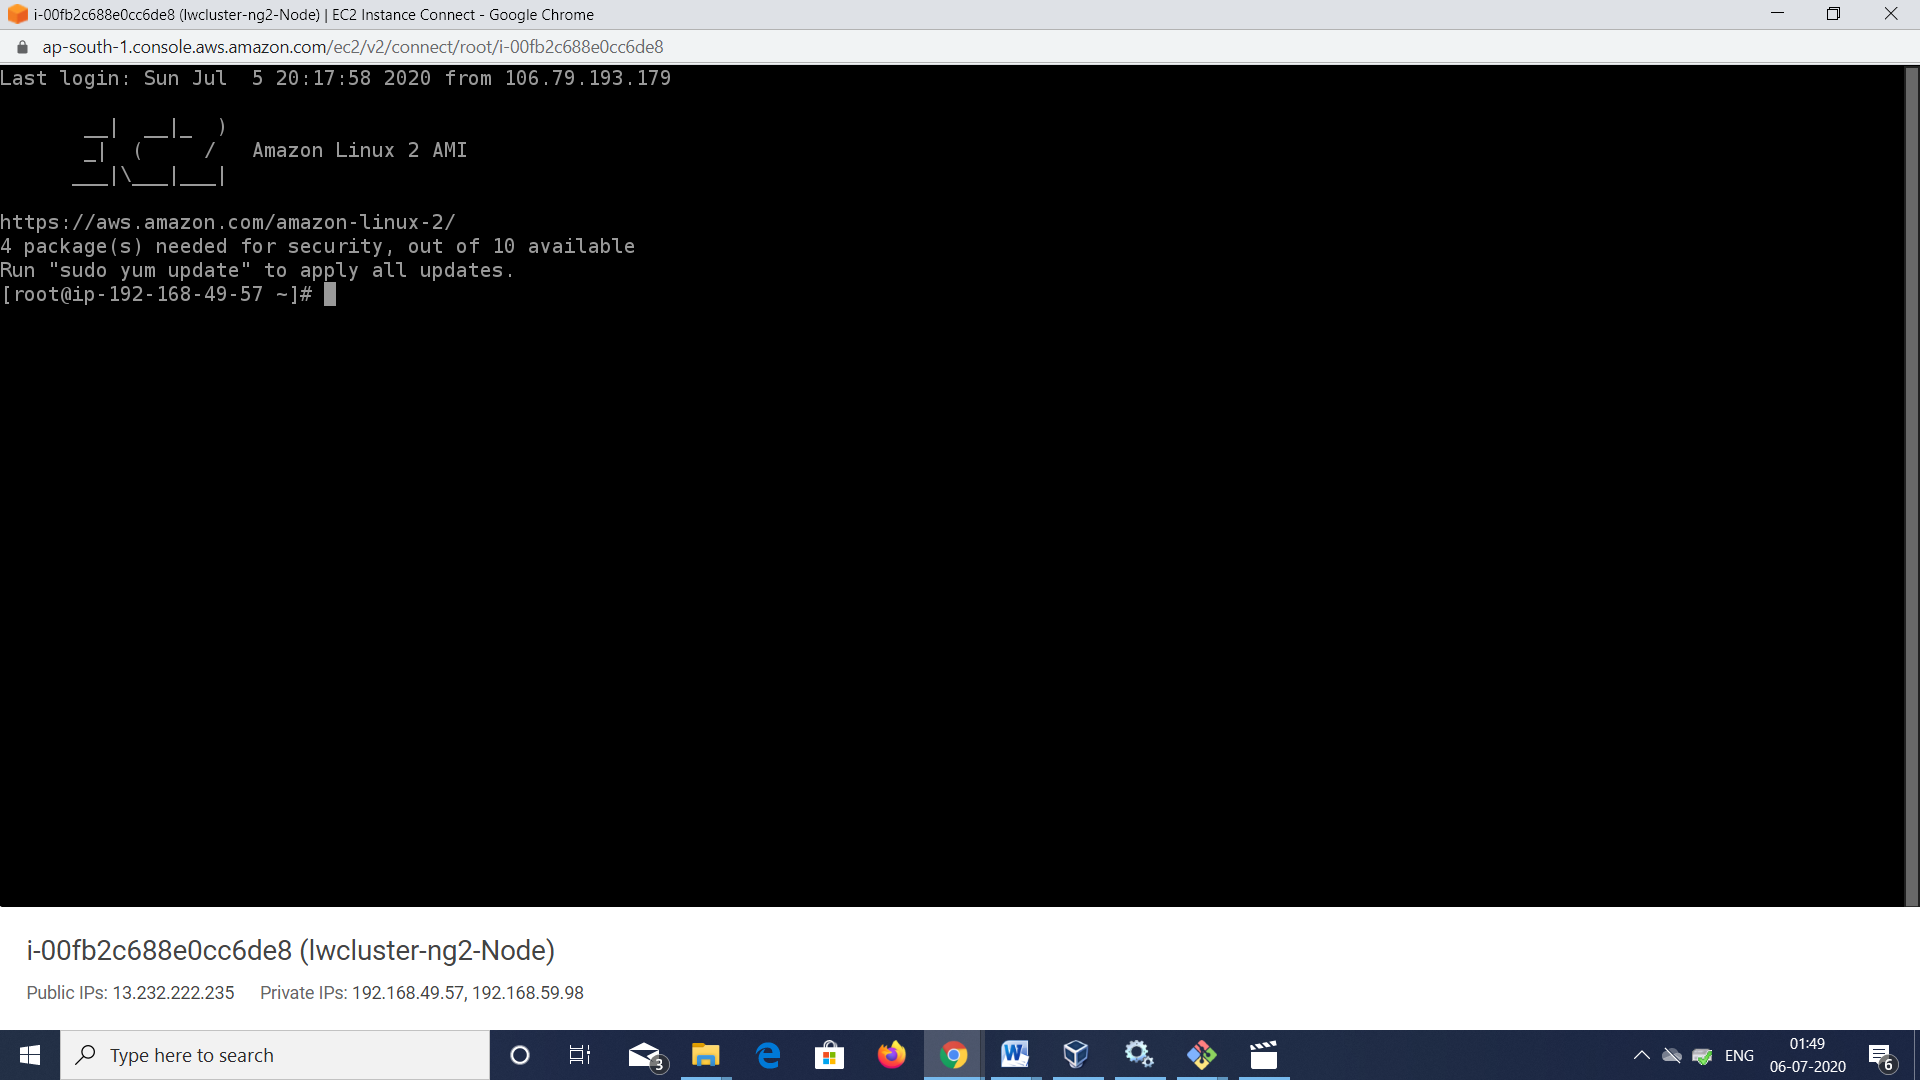 i-00fb2c688e0cc6de8 (lwcluster-ng2-Node) | EC2 Instance Connect - Google Chrome
ap-south-1.console.aws.amazon.com/ec2/v2/connect/root/i-00fb2c688e0cc6de8
Last login: Sun Jul  5 20:17:58 2020 from 106.79.193.179
       __|  __|_  )
       _|  (     /   Amazon Linux 2 AMI
      ___|\___|___|
https://aws.amazon.com/amazon-linux-2/
4 package(s) needed for security, out of 10 available
Run "sudo yum update" to apply all updates.
[root@ip-192-168-49-57 ~]#
i-00fb2c688e0cc6de8 (lwcluster-ng2-Node)
Public IPs: 13.232.222.235 Private IPs: 192.168.49.57, 192.168.59.98
Type here to search
3
ENG
01:49
06-07-2020
6